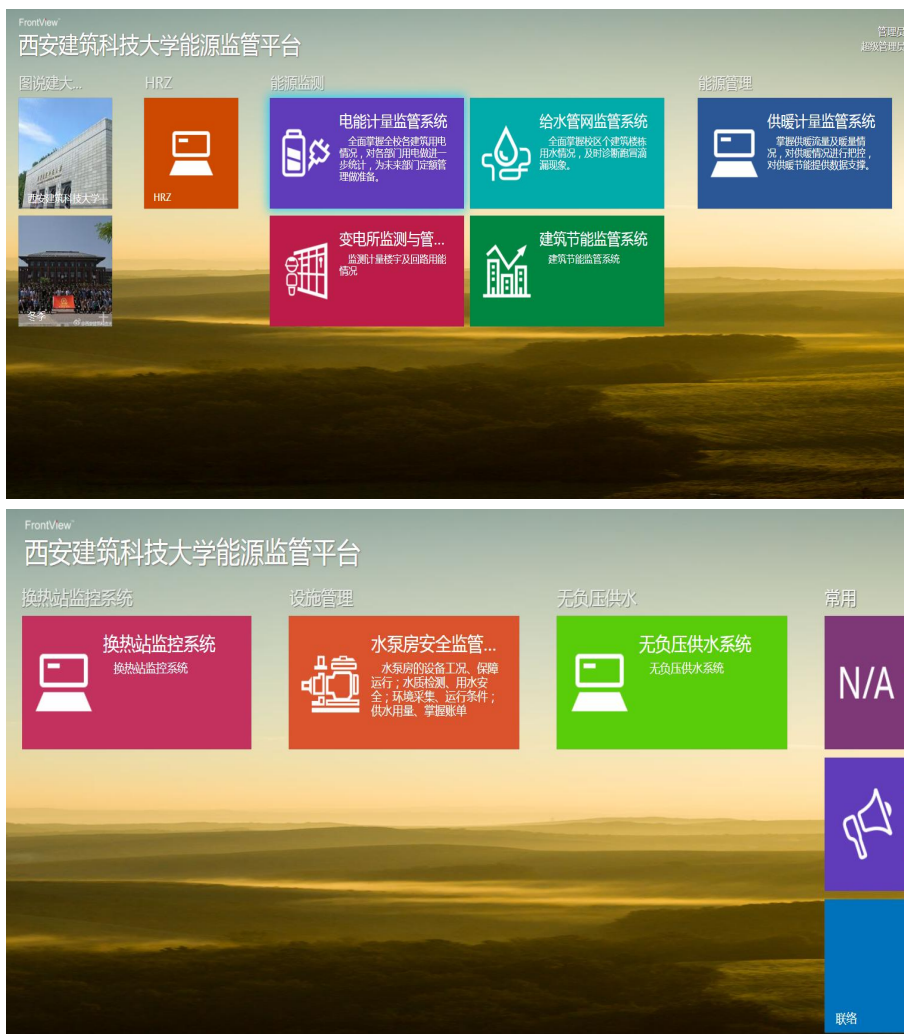 FrontView
西安建筑科技大学能源监管平台
管理员
超级管理员
图说建大...
HRZ
能源监测
能源管理
西安建筑科技大学
HRZ
电能计量监管系统
全面掌握全校各建筑用电
情况，对各部门用电做进一
步统计，为未来部门定额管
理做准备。
给水管网监管系统
全面掌握校区个建筑楼栋
用水情况，及时诊断跑冒滴
漏现象。
供暖计量监管系统
掌握供暖流量及暖量情
况，对供暖情况进行把控，
对供暖节能提供数据支撑。
冬季
变电所监测与管...
监测计量楼宇及回路用能
情况
建筑节能监管系统
建筑节能监管系统
FrontView
西安建筑科技大学能源监管平台
换热站监控系统
设施管理
无负压供水
常用
换热站监控系统
换热站监控系统
水泵房安全监管...
水泵房的设备工况、保障
运行；水质检测、用水安
全；环境采集、运行条件；
供水用量、掌握账单
无负压供水系统
无负压供水系统
N/A
联络